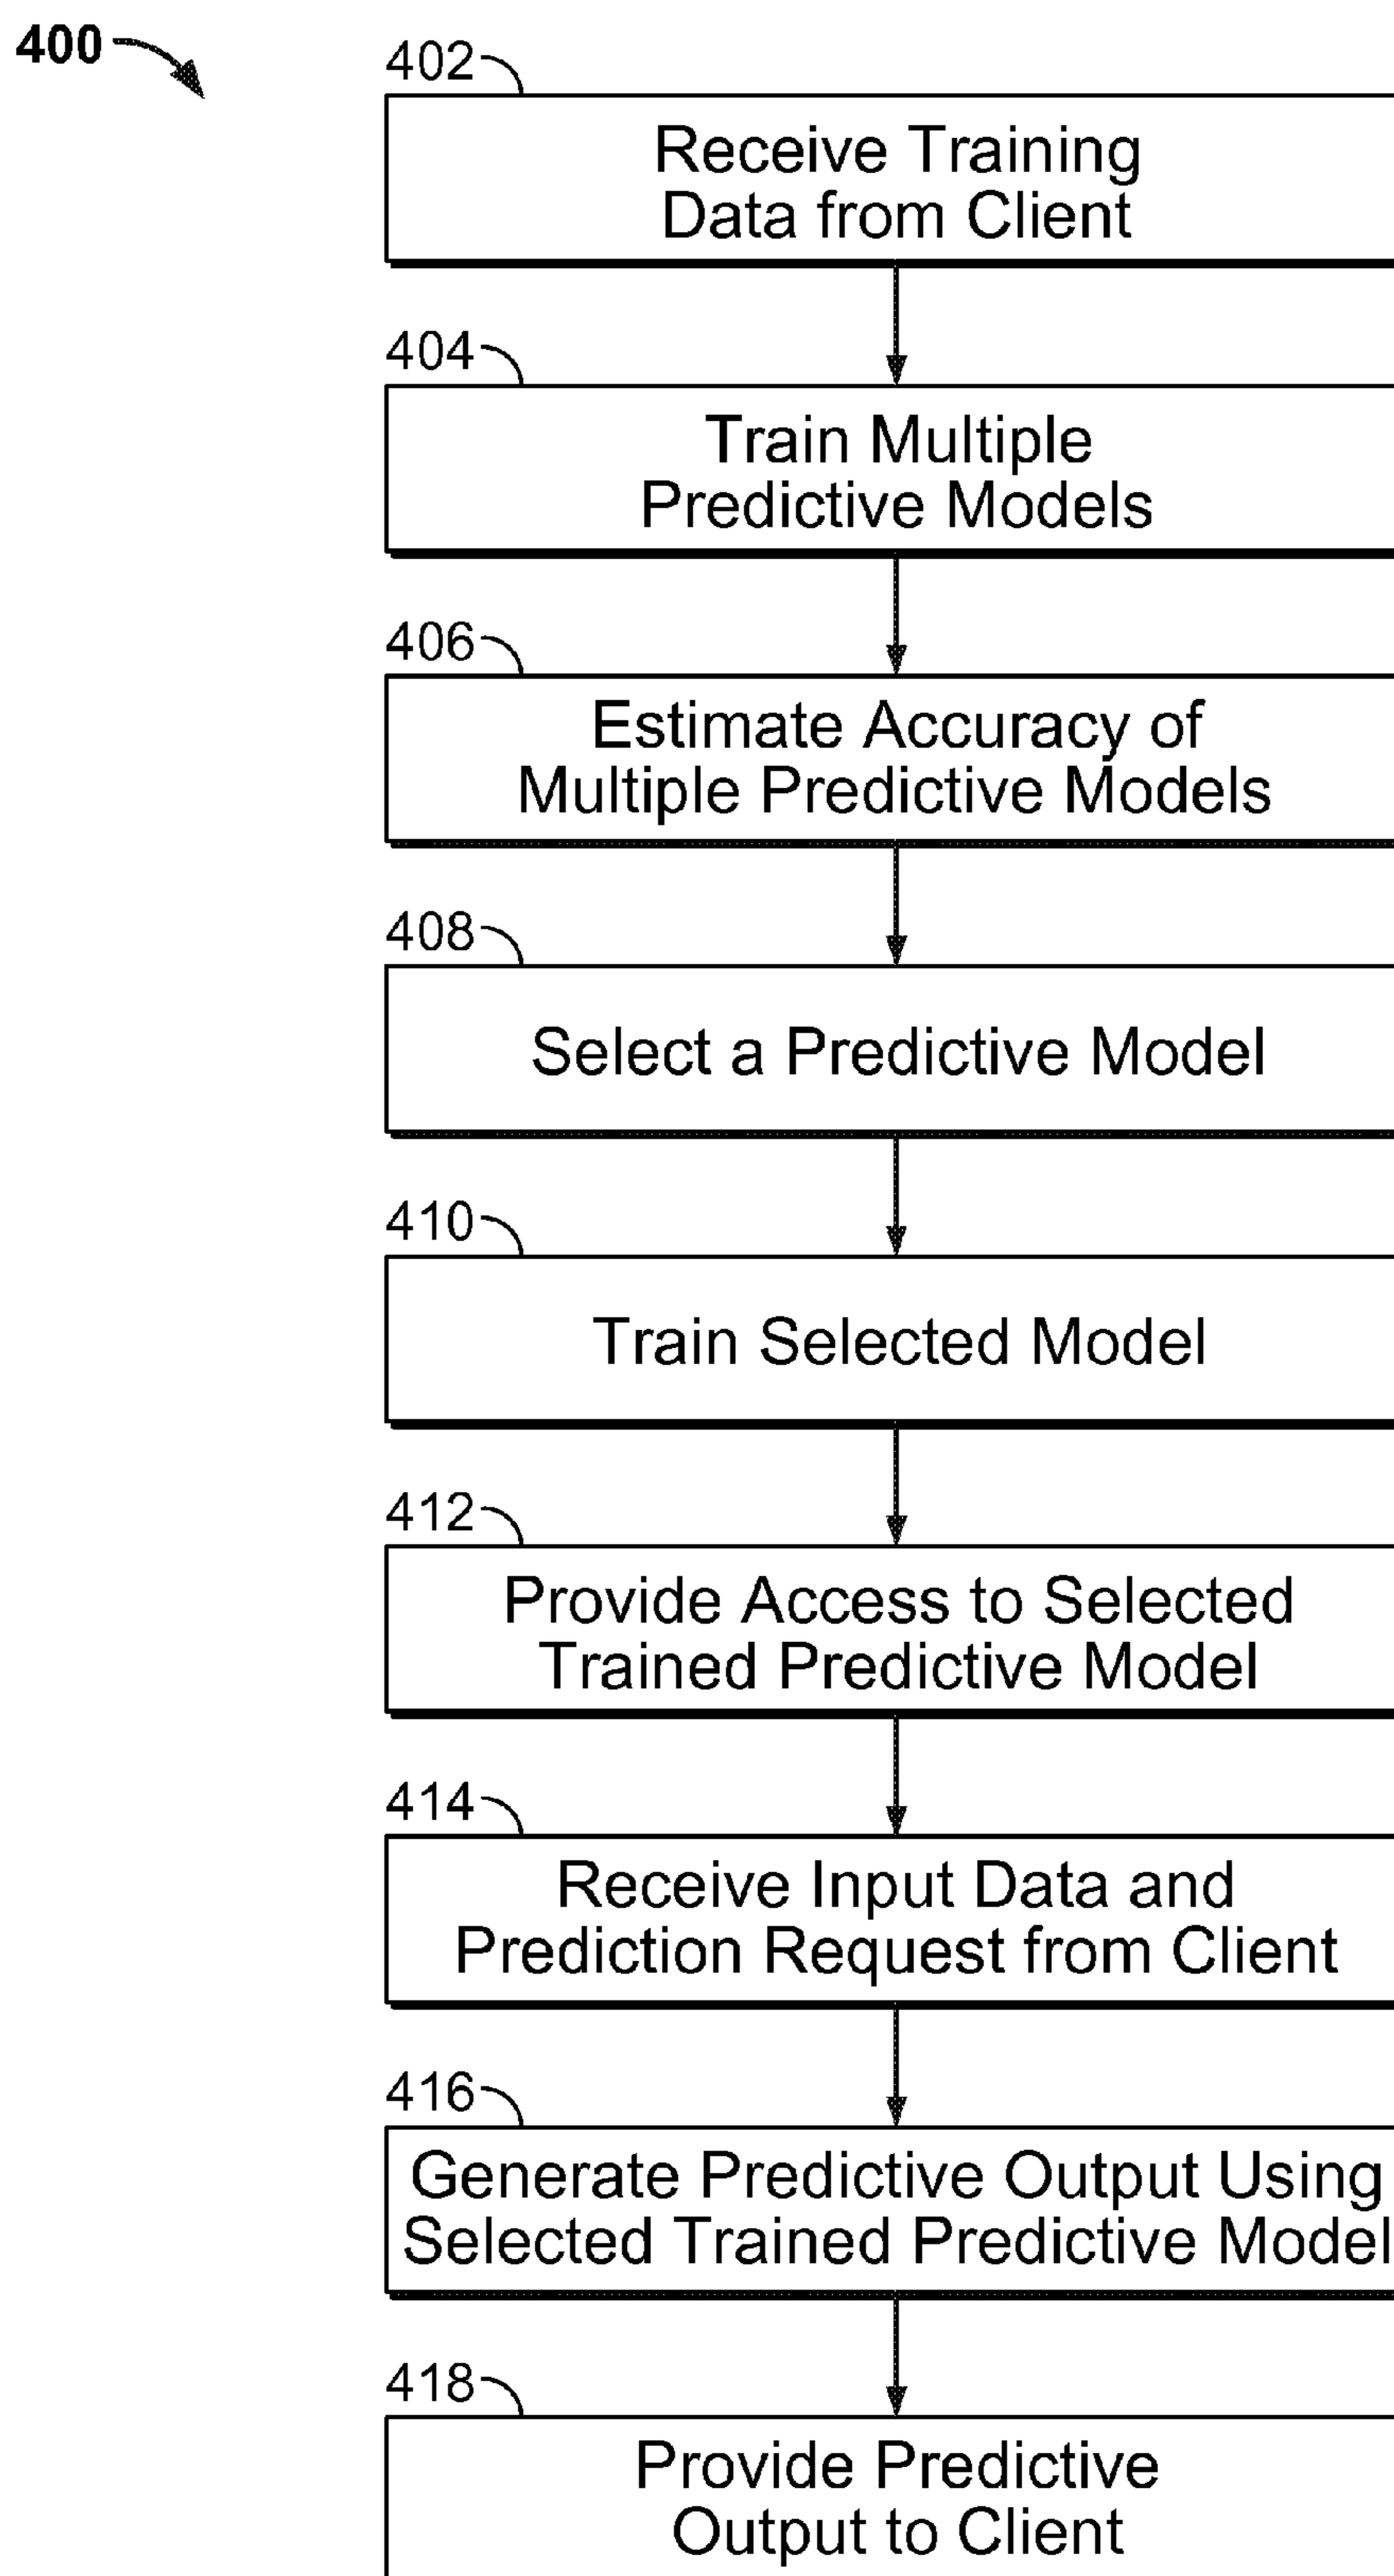 400
402
Receive Training
Data from Client
404
Train Multiple
Predictive Models
406
Estimate Accuracy of
Multiple Predictive Models
408
Select a Predictive Model
410
Train Selected Model
412
Provide Access to Selected
Trained Predictive Model
414
Receive Input Data and
Prediction Request from Client
416
Generate Predictive Output Using
Selected Trained Predictive Model
418
Provide Predictive
Output to Client